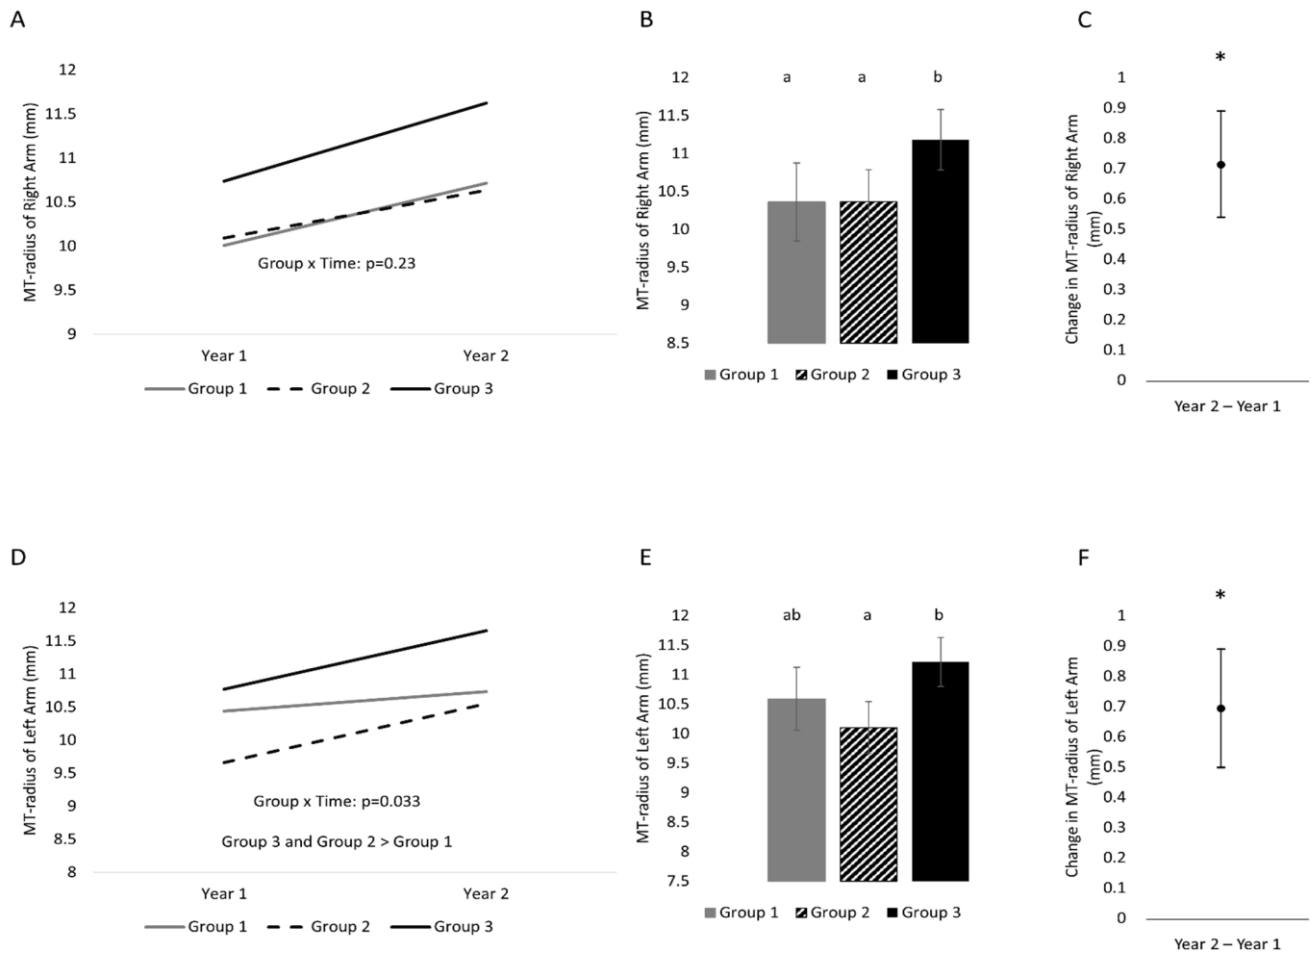 A
MT-radius of Right Arm (mm)
12
11.5
11
10.5
10
9.5
9
Group x Time: p=0.23
Year 1 Year 2
Group 1 Group 2 Group 3
B
MT-radius of Right Arm (mm)
a a b
12
11.5
11
10.5
10
9.5
9
8.5
Group 1 Group 2 Group 3
C
Change in MT-radius of Right Arm
(mm)
*
1
0.9
0.8
0.7
0.6
0.5
0.4
0.3
0.2
0.1
0
Year 2 – Year 1
D
MT-radius of Left Arm (mm)
12
11.5
11
10.5
10
9.5
9
8.5
8
Group x Time: p=0.033
Group 3 and Group 2 > Group 1
Year 1 Year 2
Group 1 Group 2 Group 3
E
MT-radius of Left Arm (mm)
ab a b
12
11.5
11
10.5
10
9.5
9
8.5
8
7.5
Group 1 Group 2 Group 3
F
Change in MT-radius of Left Arm
(mm)
*
1
0.9
0.8
0.7
0.6
0.5
0.4
0.3
0.2
0.1
0
Year 2 – Year 1